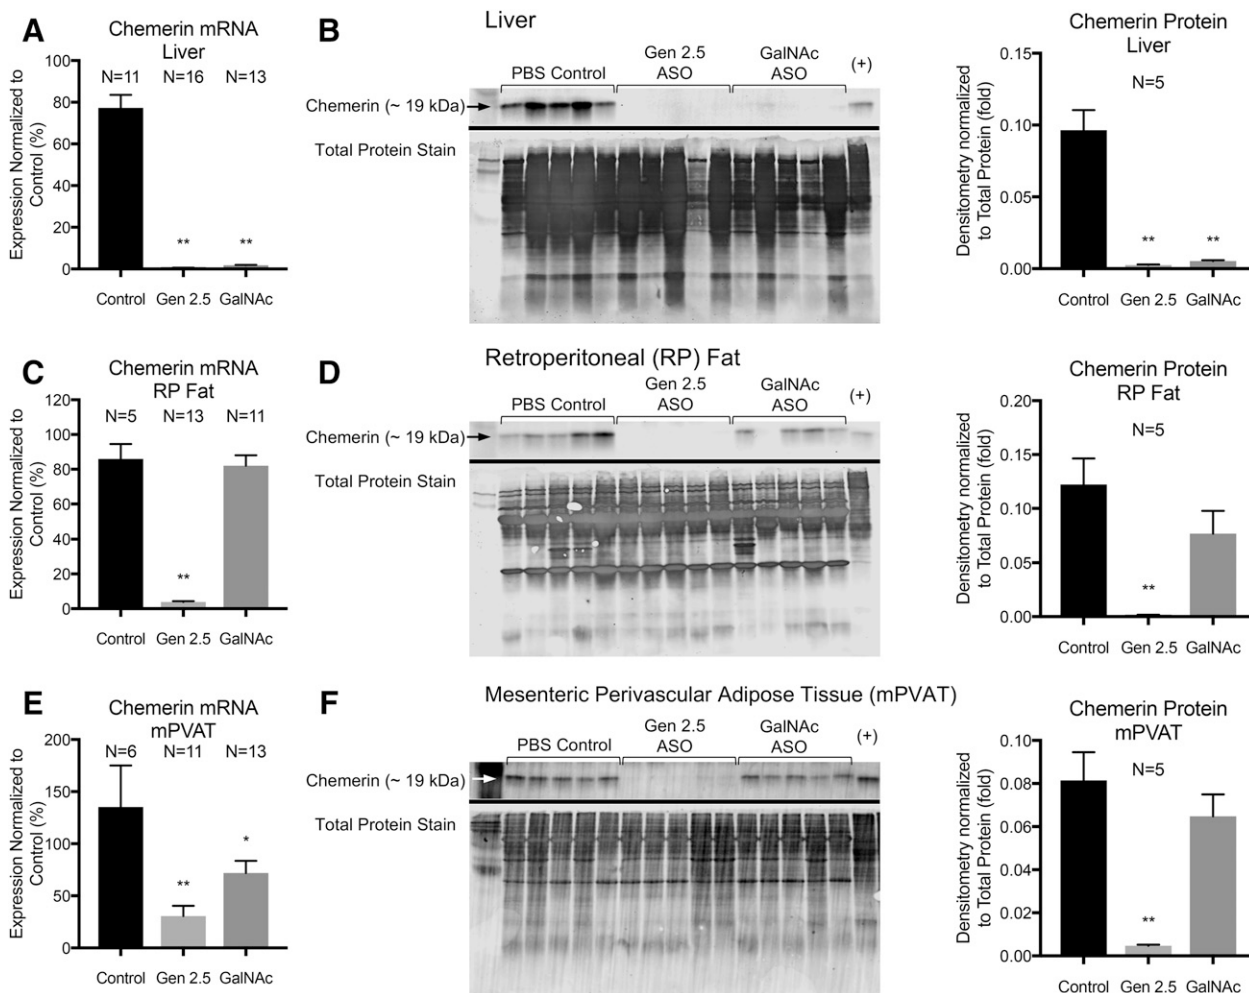 A
Chemerin mRNA
Liver
N=11 N=16 N=13
Expression Normalized to
Control (%)
100
80
60
40
20
0
**
**
Control Gen 2.5 GalNAc
B
Liver
PBS Control
Gen 2.5
ASO
GalNAc
ASO
(+)
Chemerin (~ 19 kDa)
Total Protein Stain
Chemerin Protein
Liver
N=5
Densitometry normalized
to Total Protein (fold)
0.15
0.10
0.05
0.00
**
**
Control Gen 2.5 GalNAc
C
Chemerin mRNA
RP Fat
N=5 N=13 N=11
Expression Normalized to
Control (%)
120
100
80
60
40
20
0
**
Control Gen 2.5 GalNAc
D
Retroperitoneal (RP) Fat
PBS Control
Gen 2.5
ASO
GalNAc
ASO
(+)
Chemerin (~ 19 kDa)
Total Protein Stain
Chemerin Protein
RP Fat
N=5
Densitometry normalized
to Total Protein (fold)
0.20
0.15
0.10
0.05
0.00
**
Control Gen 2.5 GalNAc
E
Chemerin mRNA
mPVAT
N=6 N=11 N=13
Expression Normalized to
Control (%)
200
150
100
50
0
**
*
Control Gen 2.5 GalNAc
F
Mesenteric Perivascular Adipose Tissue (mPVAT)
PBS Control
Gen 2.5
ASO
GalNAc
ASO
(+)
Chemerin (~ 19 kDa)
Total Protein Stain
Chemerin Protein
mPVAT
N=5
Densitometry normalized
to Total Protein (fold)
0.10
0.08
0.06
0.04
0.02
0.00
**
Control Gen 2.5 GalNAc